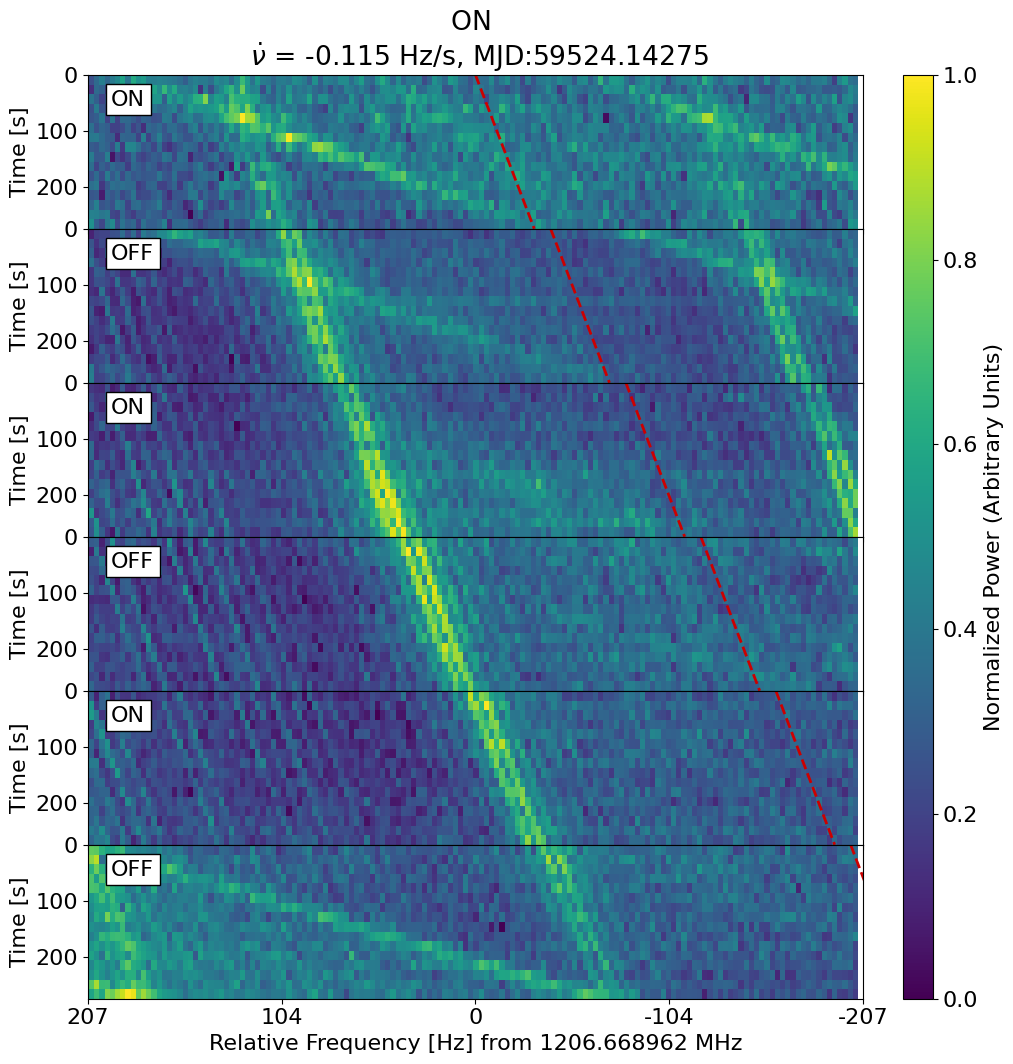 ON
ν̇ = -0.115 Hz/s, MJD:59524.14275
0
ON
100
Time [s]
200
0
OFF
100
Time [s]
200
0
ON
100
Time [s]
200
0
OFF
100
Time [s]
200
0
ON
100
Time [s]
200
0
OFF
100
Time [s]
200
207 104 0 -104 -207
Relative Frequency [Hz] from 1206.668962 MHz
1.0
0.8
0.6
0.4
0.2
0.0
Normalized Power (Arbitrary Units)